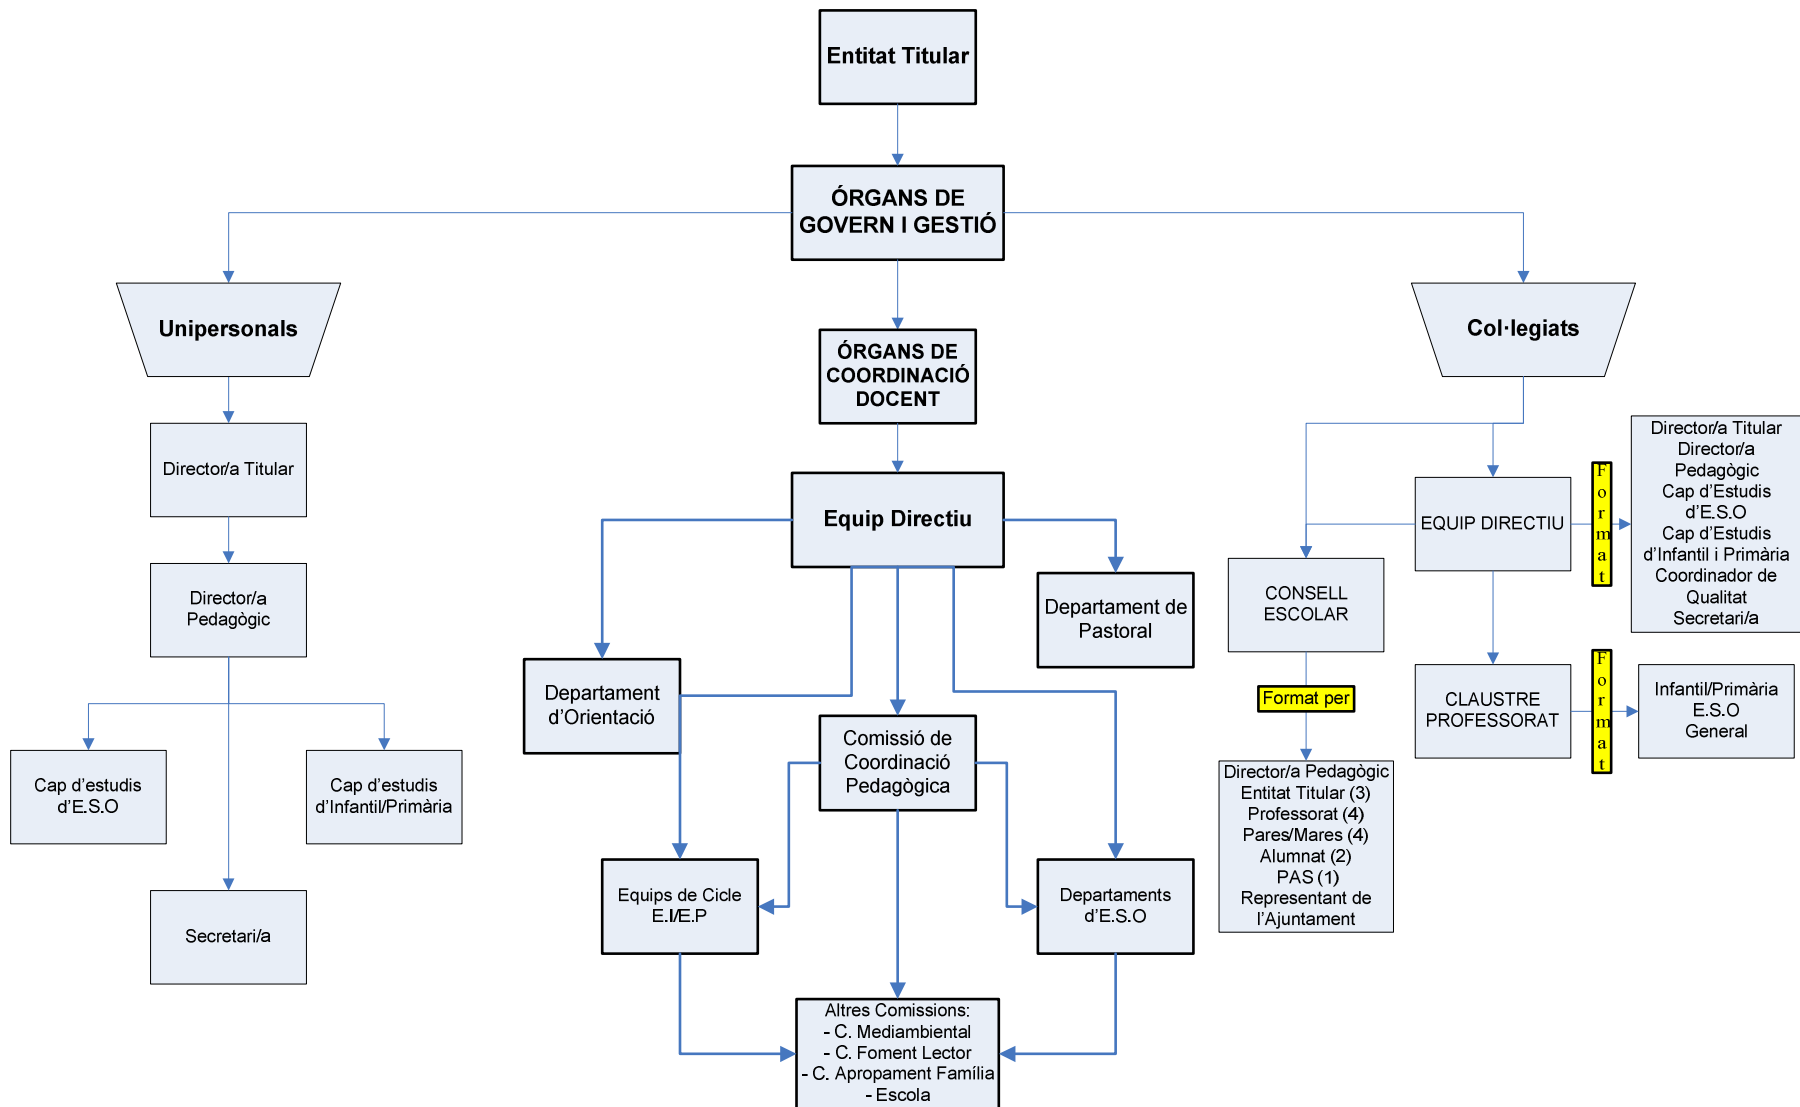 Entitat Titular
ÓRGANS DE
GOVERN I GESTIÓ
Unipersonals
Col·legiats
ÓRGANS DE
COORDINACIÓ
DOCENT
Director/a Titular
Director/a
Pedagògic
Cap d'estudis
d'E.S.O
Cap d'estudis
d'Infantil/Primària
Secretari/a
Equip Directiu
Departament
d'Orientació
Departament de
Pastoral
Comissió de
Coordinació
Pedagògica
Equips de Cicle
E.I/E.P
Departaments
d'E.S.O
Altres Comissions:
- C. Mediambiental
- C. Foment Lector
- C. Apropament Família
- Escola
EQUIP DIRECTIU
Format
Director/a Titular
Director/a
Pedagògic
Cap d'Estudis
d'E.S.O
Cap d'Estudis
d'Infantil i Primària
Coordinador de
Qualitat
Secretari/a
CONSELL
ESCOLAR
Format per
Director/a Pedagògic
Entitat Titular (3)
Professorat (4)
Pares/Mares (4)
Alumnat (2)
PAS (1)
Representant de
l'Ajuntament
CLAUSTRE
PROFESSORAT
Format
Infantil/Primària
E.S.O
General